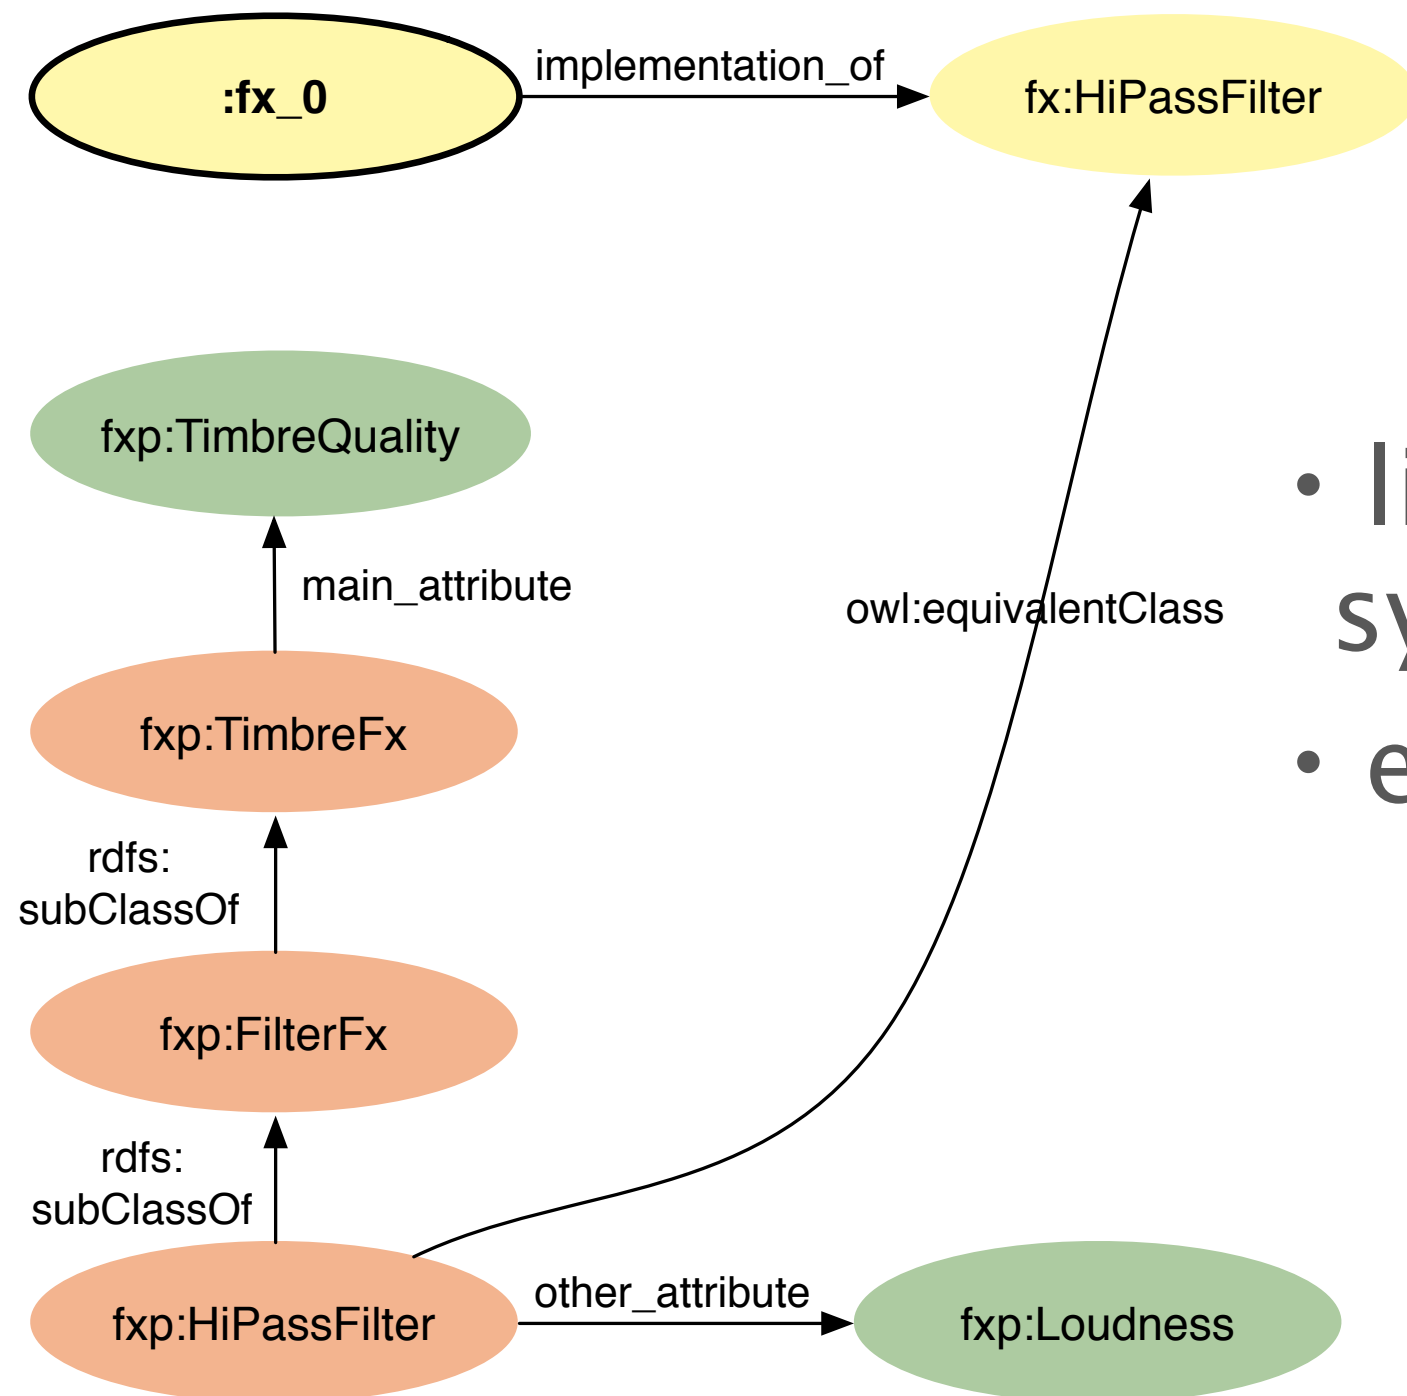 :fx_0
implementation_of
fx:HiPassFilter
fxp:TimbreQuality
main_attribute
owl:equivalentClass
fxp:TimbreFx
rdfs:
subClassOf
fxp:FilterFx
rdfs:
subClassOf
fxp:HiPassFilter
other_attribute
fxp:Loudness